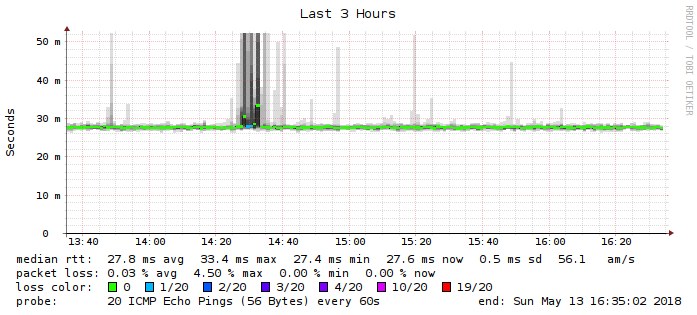 Last 3 Hours
RRDTOOL / TOBI OETIKER
Seconds
50 m
40 m
30 m
20 m
10 m
0
13:40 14:00 14:20 14:40 15:00 15:20 15:40 16:00 16:20
median rtt: 27.8 ms avg 33.4 ms max 27.4 ms min 27.6 ms now 0.5 ms sd 56.1 am/s
packet loss: 0.03 % avg 4.50 % max 0.00 % min 0.00 % now
loss color: 0 1/20 2/20 3/20 4/20 10/20 19/20
probe: 20 ICMP Echo Pings (56 Bytes) every 60s end: Sun May 13 16:35:02 2018